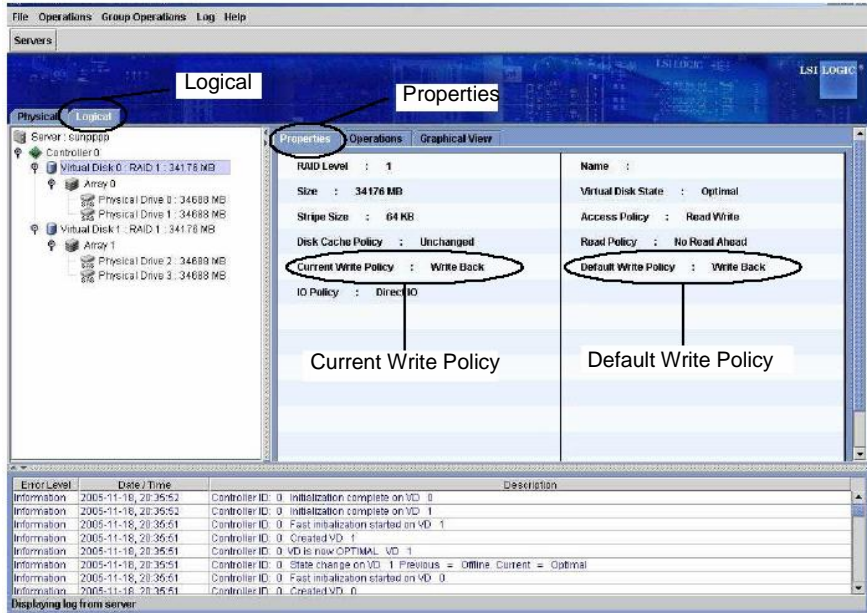 File Operations Group Operations Log Help
Servers
LSI LOGIC
Logical
Properties
Physical Logical
Server : sunpppp
Controller 0
Virtual Disk 0 : RAID 1 : 34176 MB
Array 0
Physical Drive 0 : 34688 MB
Physical Drive 1 : 34688 MB
Virtual Disk 1 : RAID 1 : 34176 MB
Array 1
Physical Drive 2 : 34688 MB
Physical Drive 3 : 34688 MB
Properties Operations Graphical View
RAID Level : 1
Name :
Size : 34176 MB
Virtual Disk State : Optimal
Stripe Size : 64 KB
Access Policy : Read Write
Disk Cache Policy : Unchanged
Read Policy : No Read Ahead
Current Write Policy : Write Back
Default Write Policy : Write Back
IO Policy : Direct IO
Current Write Policy
Default Write Policy
Error Level Date / Time Description
Information 2005-11-18, 20:35:52 Controller ID: 0 Initialization complete on VD 0
Information 2005-11-18, 20:35:52 Controller ID: 0 Initialization complete on VD 1
Information 2005-11-18, 20:35:51 Controller ID: 0 Fast initialization started on VD 1
Information 2005-11-18, 20:35:51 Controller ID: 0 Created VD 1
Information 2005-11-18, 20:35:51 Controller ID: 0 VD is now OPTIMAL VD 1
Information 2005-11-18, 20:35:51 Controller ID: 0 State change on VD 1 Previous = Offline Current = Optimal
Information 2005-11-18, 20:35:51 Controller ID: 0 Fast initialization started on VD 0
Information 2005-11-18, 20:35:51 Controller ID: 0 Created VD 0
Displaying log from server